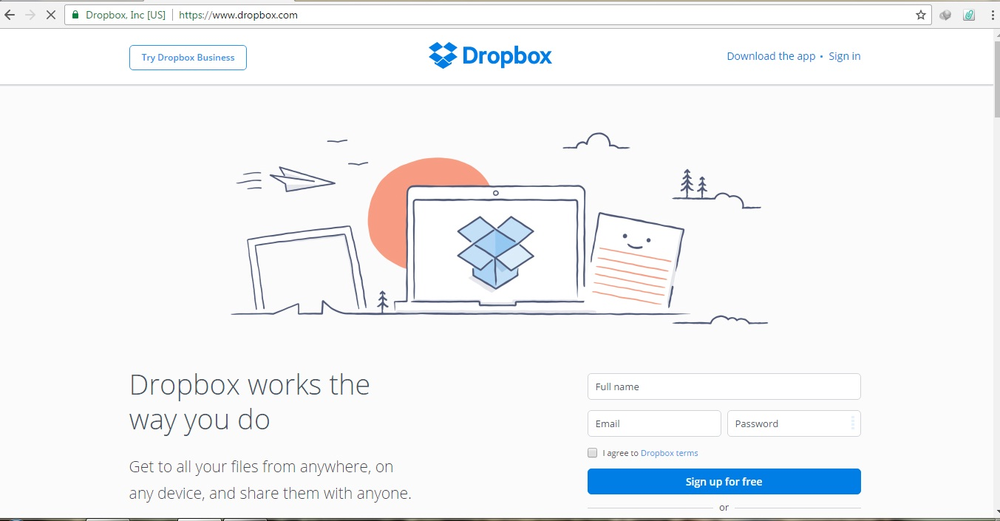 Dropbox, Inc [US] https://www.dropbox.com
Try Dropbox Business
Dropbox
Download the app • Sign in
Dropbox works the
way you do
Get to all your files from anywhere, on
any device, and share them with anyone.
Full name
Email Password
I agree to Dropbox terms
Sign up for free
or